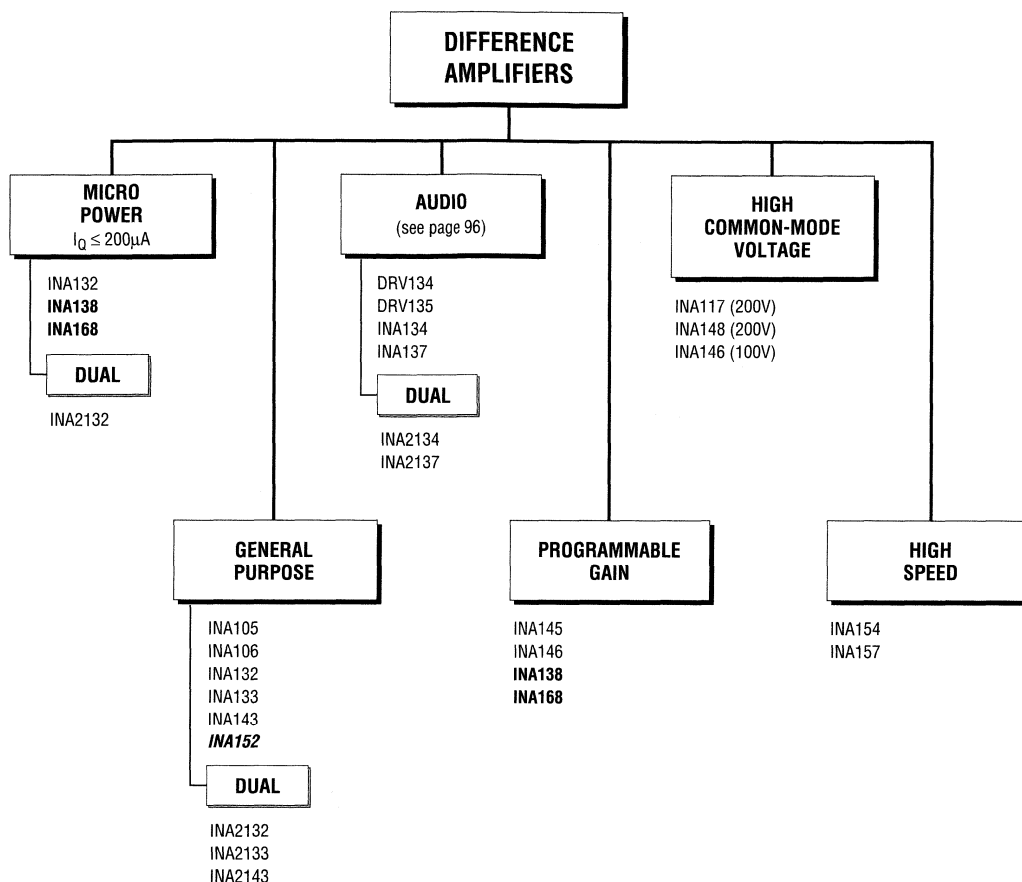 DIFFERENCE
AMPLIFIERS
MICRO
POWER
I_Q ≤ 200µA
INA132
INA138
INA168
DUAL
INA2132
AUDIO
(see page 96)
DRV134
DRV135
INA134
INA137
DUAL
INA2134
INA2137
HIGH
COMMON-MODE
VOLTAGE
INA117 (200V)
INA148 (200V)
INA146 (100V)
GENERAL
PURPOSE
INA105
INA106
INA132
INA133
INA143
INA152
DUAL
INA2132
INA2133
INA2143
PROGRAMMABLE
GAIN
INA145
INA146
INA138
INA168
HIGH
SPEED
INA154
INA157